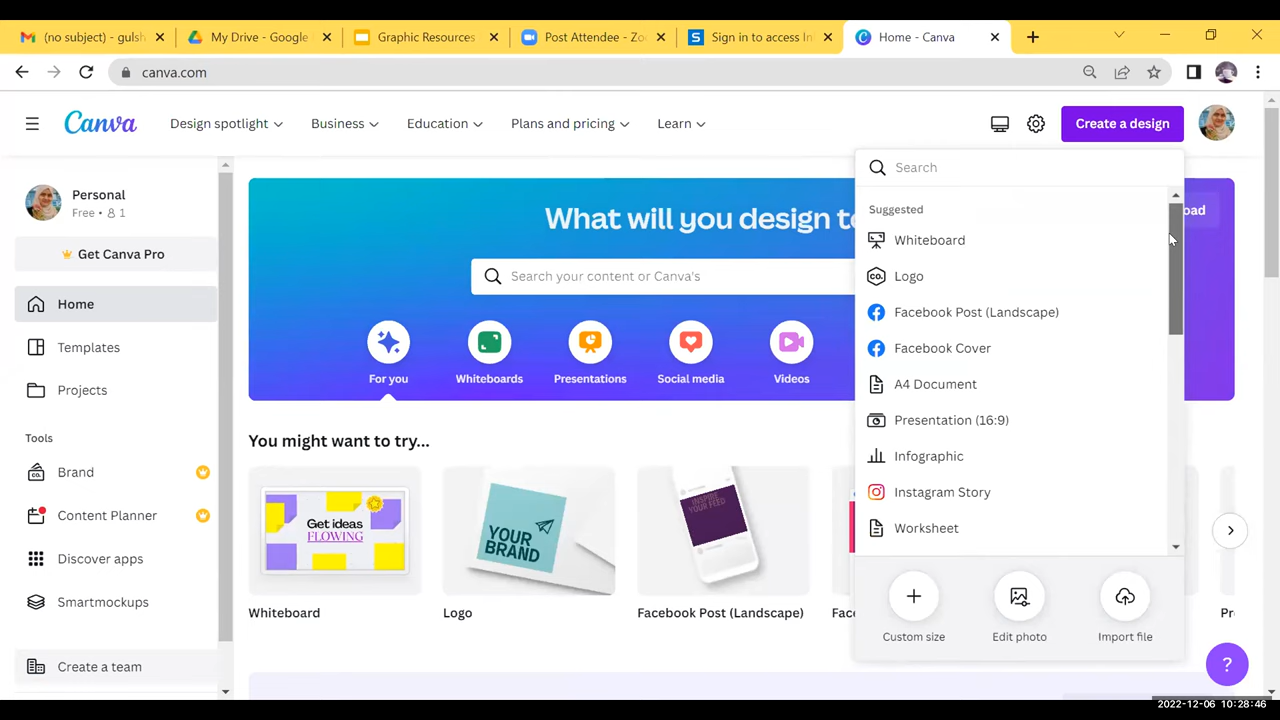 (no subject) - gulsh
My Drive - Google
Graphic Resources
Post Attendee - Zo
S
Sign in to access In
Home - Canva
canva.com
Canva
Design spotlight
Business
Education
Plans and pricing
Learn
Create a design
Personal
Free • 1
Get Canva Pro
Home
Templates
Projects
Tools
Brand
Content Planner
Discover apps
Smartmockups
Create a team
What will you design to
Search your content or Canva's
For you
Whiteboards
Presentations
Social media
Videos
You might want to try...
Get ideas
FLOWING
YOUR
BRAND
INSPIRE
YOUR FEED
Whiteboard
Logo
Facebook Post (Landscape)
Fac
Pr
Search
Suggested
Whiteboard
CO.
Logo
Facebook Post (Landscape)
Facebook Cover
A4 Document
Presentation (16:9)
Infographic
Instagram Story
Worksheet
Custom size
Edit photo
Import file
oad
?
2022-12-06 10:28:46